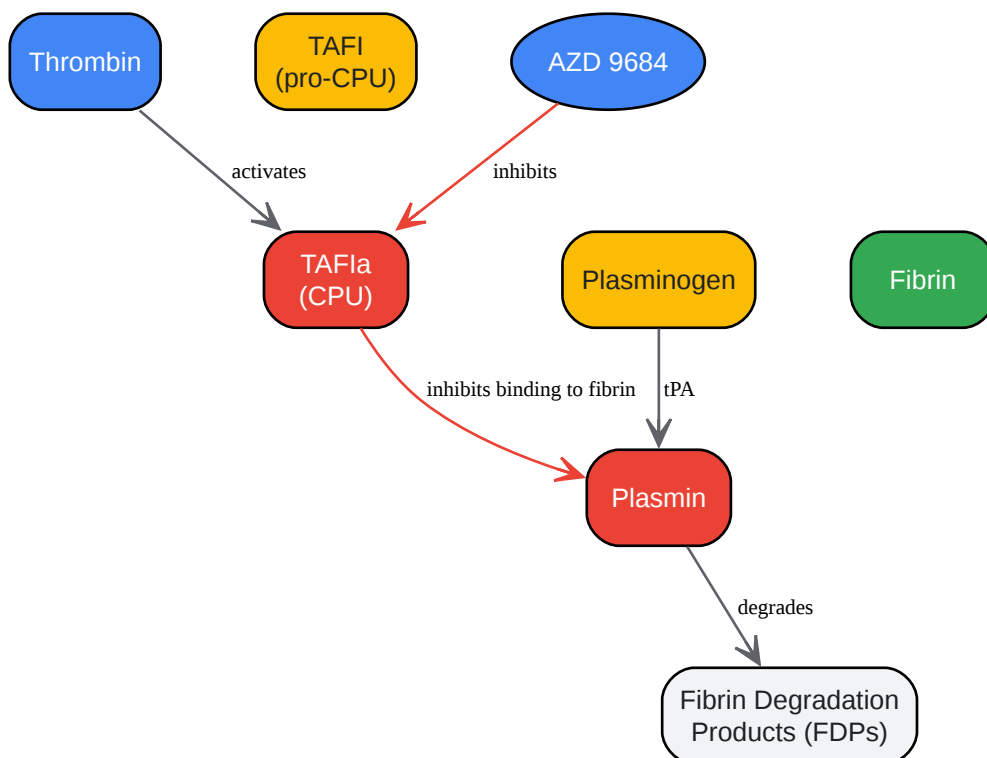 Thrombin
TAFI
(pro-CPU)
AZD 9684
activates
inhibits
TAFIa
(CPU)
Plasminogen
Fibrin
inhibits binding to fibrin
tPA
Plasmin
degrades
Fibrin Degradation
Products (FDPs)